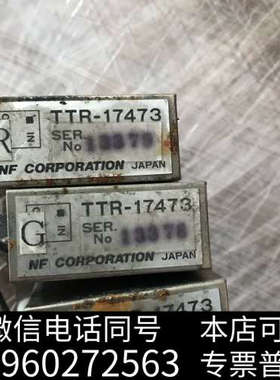 TTR-17473
R
SER.
No
NF CORPORATION JAPAN
TTR-17473
G
SER.
No
NF CORPORATION JAPAN
微信电话同号
960272563
本店可
专票普